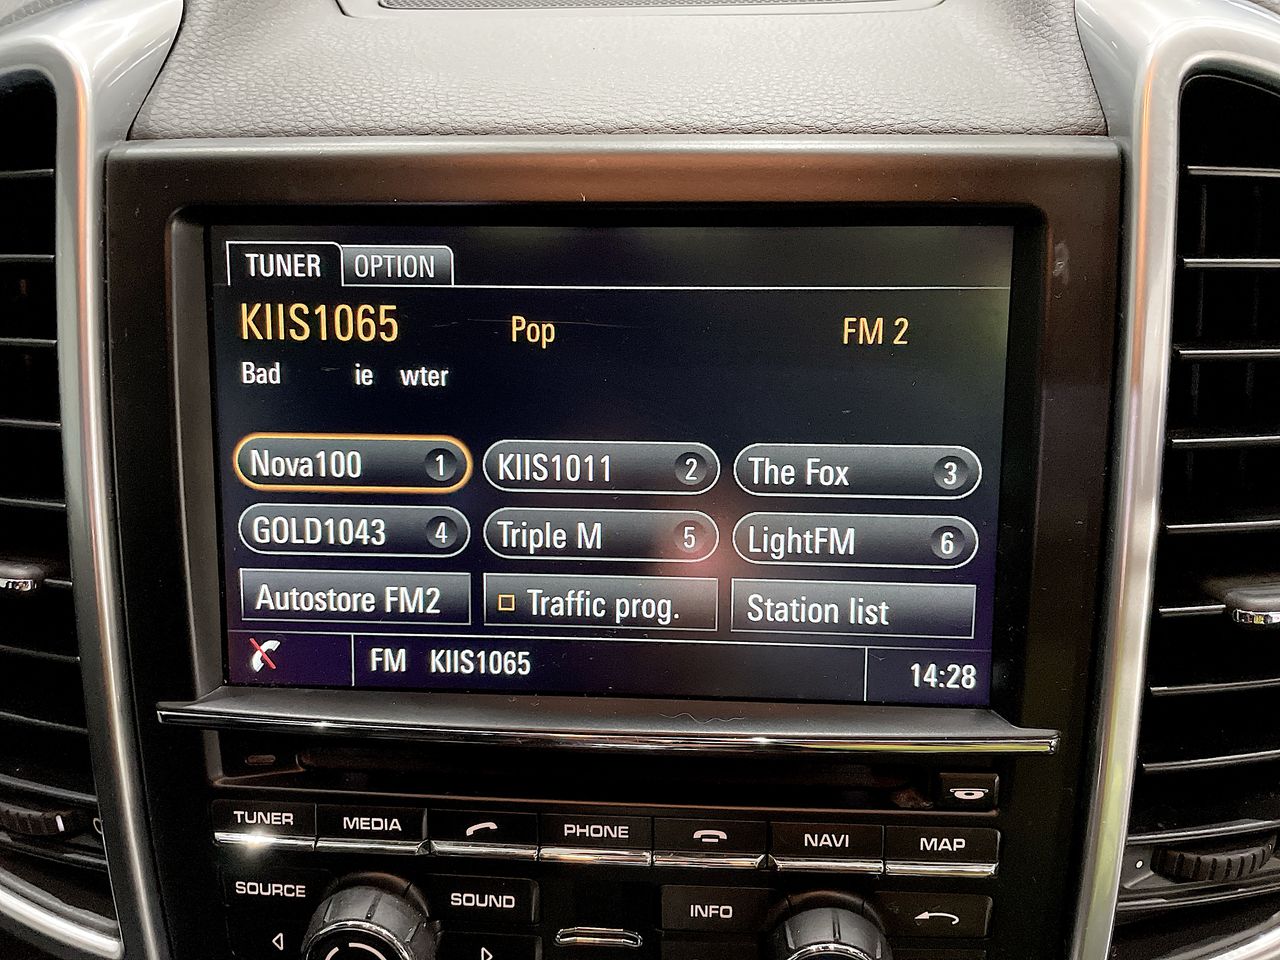 TUNER OPTION
KIIS1065 Pop FM 2
Bad ie wter
Nova100 1 KIIS1011 2 The Fox 3
GOLD1043 4 Triple M 5 LightFM 6
Autostore FM2 Traffic prog. Station list
FM KIIS1065 14:28
TUNER MEDIA PHONE NAVI MAP
SOURCE SOUND INFO